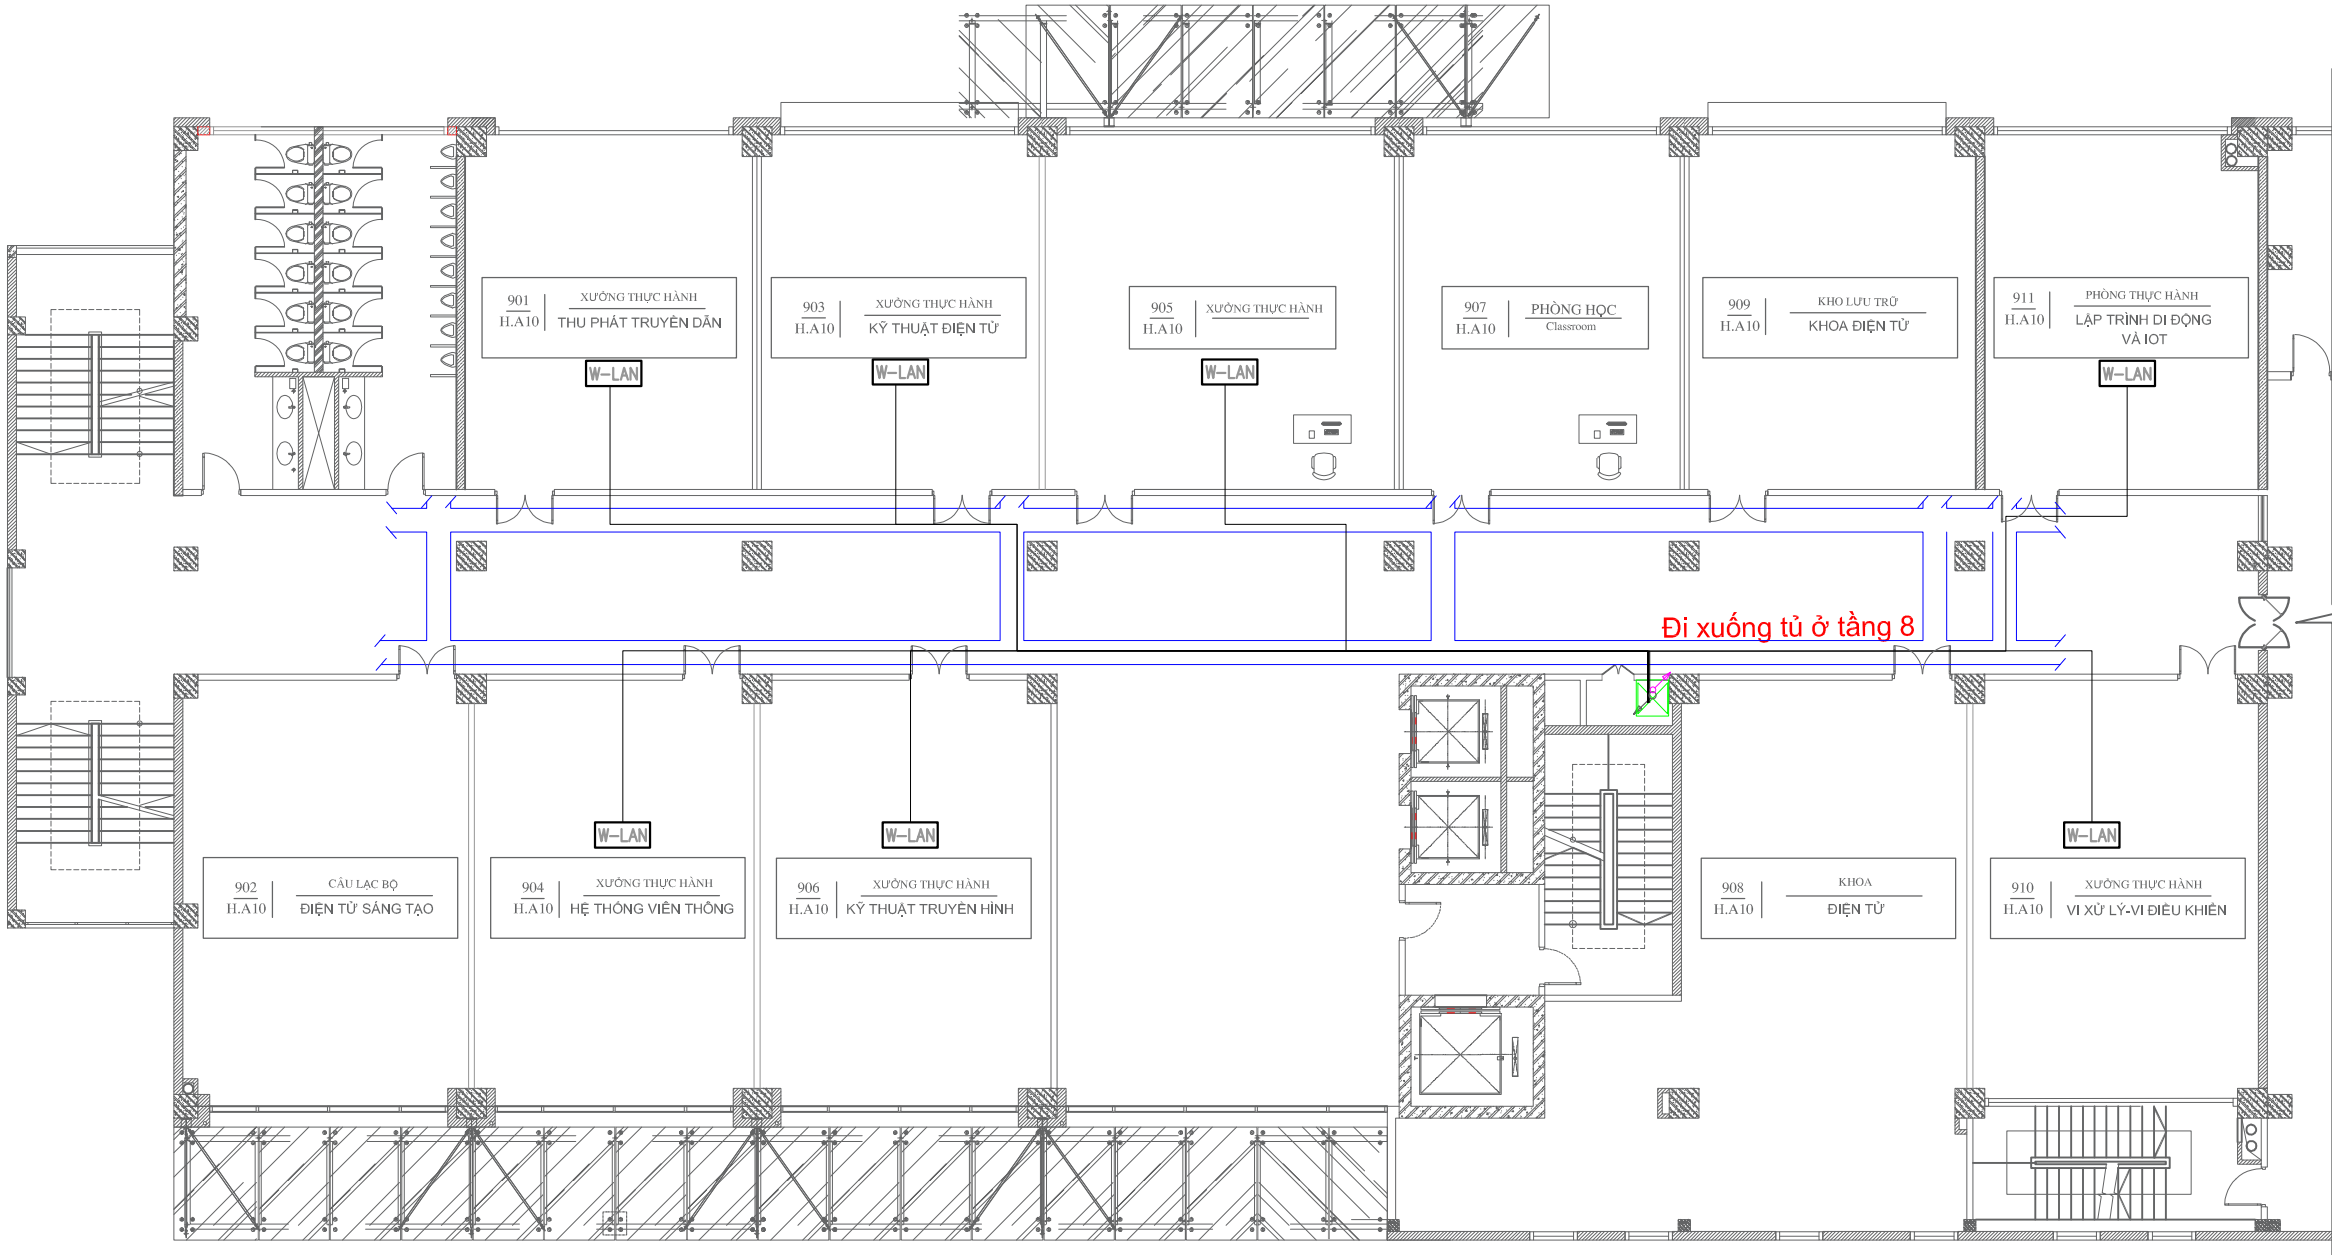 901
H.A10
XƯỞNG THỰC HÀNH
THU PHÁT TRUYỀN DẪN
W-LAN
903
H.A10
XƯỞNG THỰC HÀNH
KỸ THUẬT ĐIỆN TỬ
W-LAN
905
H.A10
XƯỞNG THỰC HÀNH
W-LAN
907
H.A10
PHÒNG HỌC
Classroom
909
H.A10
KHO LƯU TRỮ
KHOA ĐIỆN TỬ
911
H.A10
PHÒNG THỰC HÀNH
LẬP TRÌNH DI ĐỘNG
VÀ IOT
W-LAN
Đi xuống tủ ở tầng 8
902
H.A10
CÂU LẠC BỘ
ĐIỆN TỬ SÁNG TẠO
W-LAN
904
H.A10
XƯỞNG THỰC HÀNH
HỆ THỐNG VIỄN THÔNG
W-LAN
906
H.A10
XƯỞNG THỰC HÀNH
KỸ THUẬT TRUYỀN HÌNH
908
H.A10
KHOA
ĐIỆN TỬ
W-LAN
910
H.A10
XƯỞNG THỰC HÀNH
VI XỬ LÝ-VI ĐIỀU KHIỂN